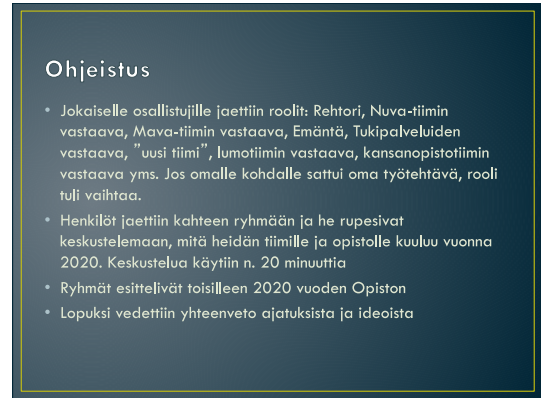 Ohjeistus
• Jokaiselle osallistujille jaettiin roolit: Rehtori, Nuva-tiimin
vastaava, Mava-tiimin vastaava, Emäntä, Tukipalveluiden
vastaava, ”uusi tiimi”, lumotiimin vastaava, kansanopistotiimin
vastaava yms. Jos omalle kohdalle sattui oma työtehtävä, rooli
tuli vaihtaa.
• Henkilöt jaettiin kahteen ryhmään ja he rupesivat
keskustelemaan, mitä heidän tiimille ja opistolle kuuluu vuonna
2020. Keskustelua käytiin n. 20 minuuttia
• Ryhmät esittelivät toisilleen 2020 vuoden Opiston
• Lopuksi vedettiin yhteenveto ajatuksista ja ideoista